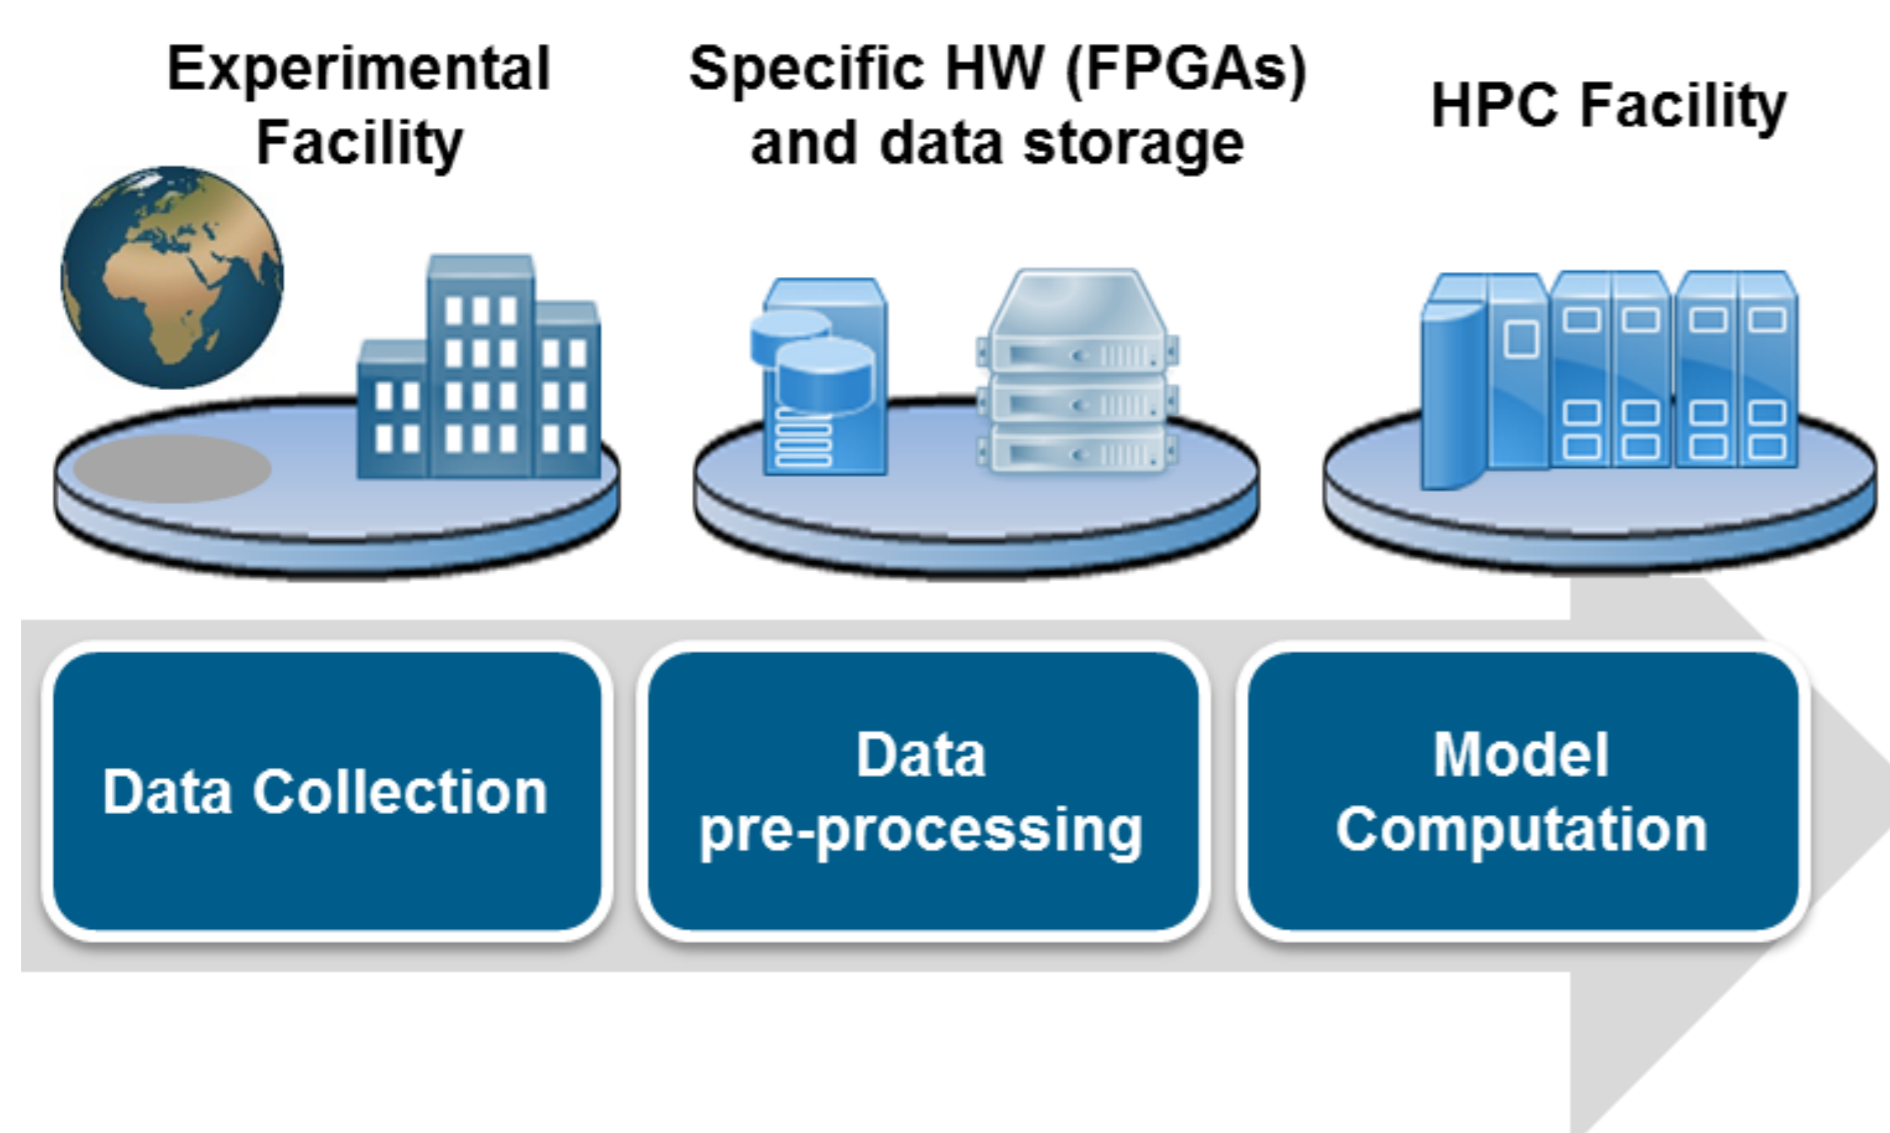 Experimental
Facility
Specific HW (FPGAs)
and data storage
HPC Facility
Data Collection
Data
pre-processing
Model
Computation